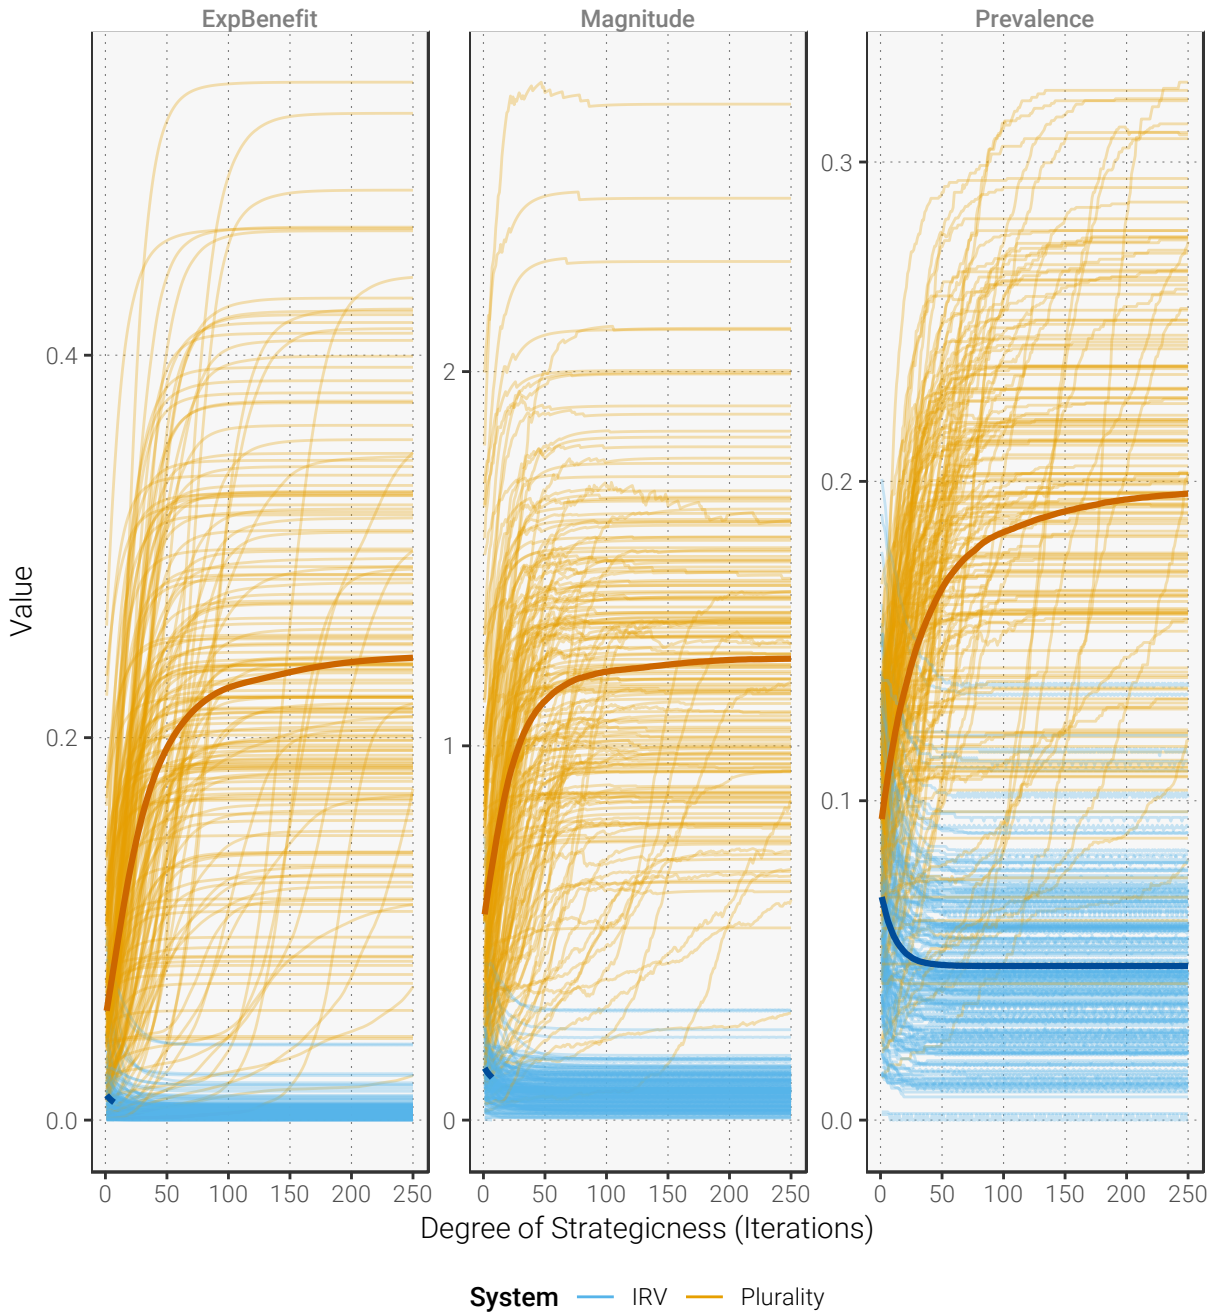 ExpBenefit Magnitude Prevalence
0.4
0.2
0.0
2
1
0
0.3
0.2
0.1
0.0
Value
0 50 100 150 200 250 0 50 100 150 200 250 0 50 100 150 200 250
Degree of Strategicness (Iterations)
System IRV Plurality